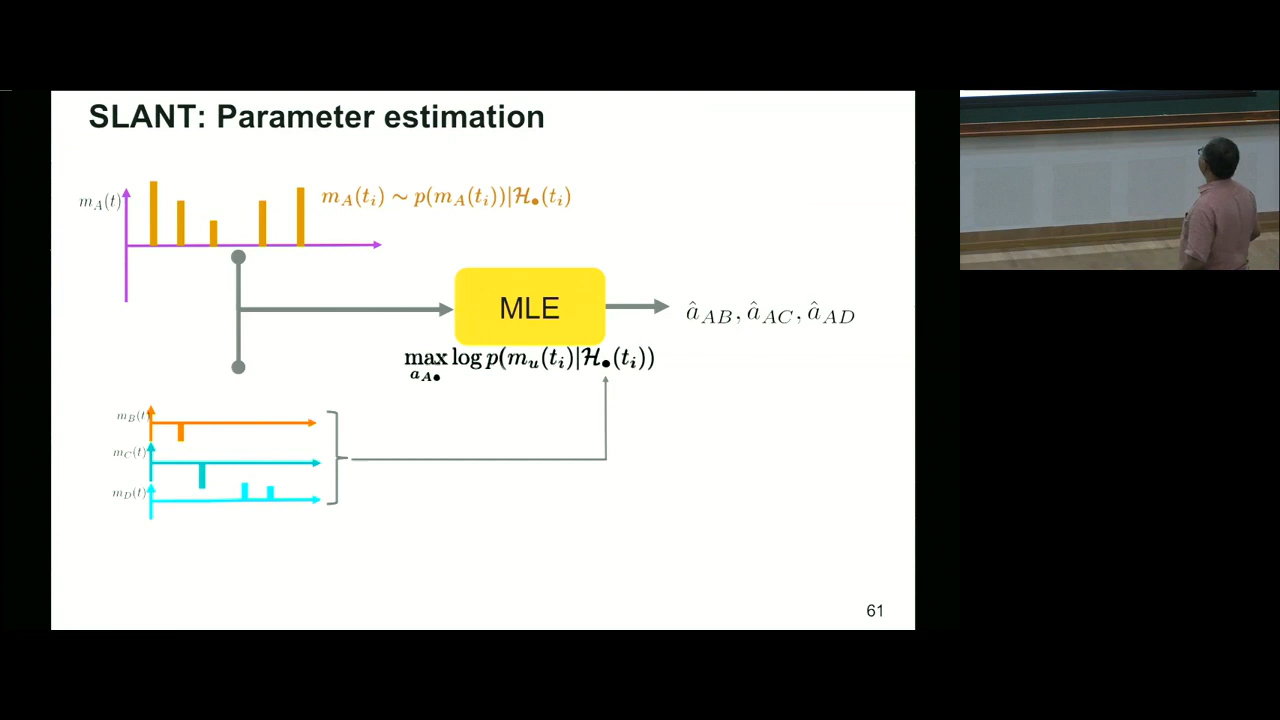 SLANT: Parameter estimation
m_A(t)
m_A(t_i) ∼ p(m_A(t_i))|ℋ_•(t_i)
MLE
â_AB, â_AC, â_AD
max_{a_A•} log p(m_u(t_i)|ℋ_•(t_i))
m_B(t)
m_C(t)
m_D(t)
61